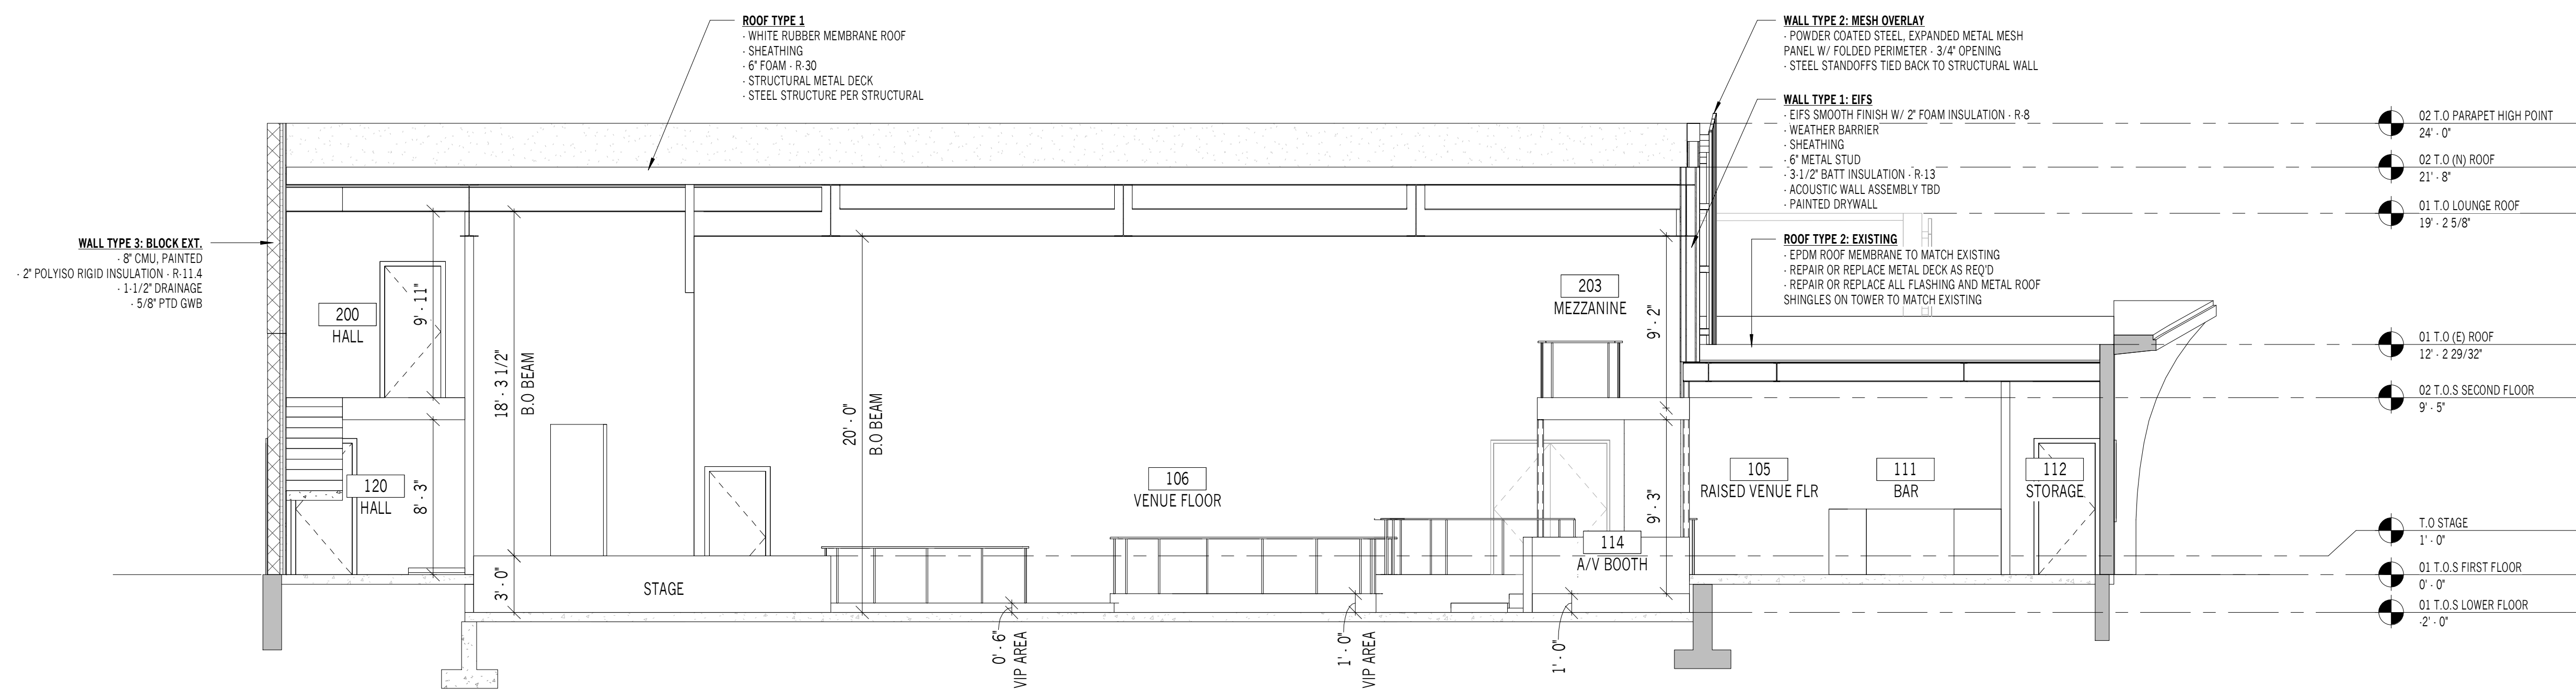 ROOF TYPE 1
- WHITE RUBBER MEMBRANE ROOF
- SHEATHING
- 6" FOAM - R-30
- STRUCTURAL METAL DECK
- STEEL STRUCTURE PER STRUCTURAL
WALL TYPE 2: MESH OVERLAY
- POWDER COATED STEEL, EXPANDED METAL MESH
PANEL W/ FOLDED PERIMETER - 3/4" OPENING
- STEEL STANDOFFS TIED BACK TO STRUCTURAL WALL
WALL TYPE 1: EIFS
- EIFS SMOOTH FINISH W/ 2" FOAM INSULATION - R-8
- WEATHER BARRIER
- SHEATHING
- 6" METAL STUD
- 3-1/2" BATT INSULATION - R-13
- ACOUSTIC WALL ASSEMBLY TBD
- PAINTED DRYWALL
ROOF TYPE 2: EXISTING
- EPDM ROOF MEMBRANE TO MATCH EXISTING
- REPAIR OR REPLACE METAL DECK AS REQ'D
- REPAIR OR REPLACE ALL FLASHING AND METAL ROOF
SHINGLES ON TOWER TO MATCH EXISTING
WALL TYPE 3: BLOCK EXT.
- 8" CMU, PAINTED
- 2" POLYISO RIGID INSULATION - R-11.4
- 1-1/2" DRAINAGE
- 5/8" PTD GWB
200
HALL
9' - 11"
120
HALL
8' - 3"
18' - 3 1/2"
B.O BEAM
3' - 0"
STAGE
20' - 0"
B.O BEAM
106
VENUE FLOOR
0' - 6"
VIP AREA
1' - 0"
VIP AREA
1' - 0"
203
MEZZANINE
9' - 2"
9' - 3"
114
A/V BOOTH
105
RAISED VENUE FLR
111
BAR
112
STORAGE
02 T.O PARAPET HIGH POINT
24' - 0"
02 T.O (N) ROOF
21' - 8"
01 T.O LOUNGE ROOF
19' - 2 5/8"
01 T.O (E) ROOF
12' - 2 29/32"
02 T.O.S SECOND FLOOR
9' - 5"
T.O STAGE
1' - 0"
01 T.O.S FIRST FLOOR
0' - 0"
01 T.O.S LOWER FLOOR
-2' - 0"